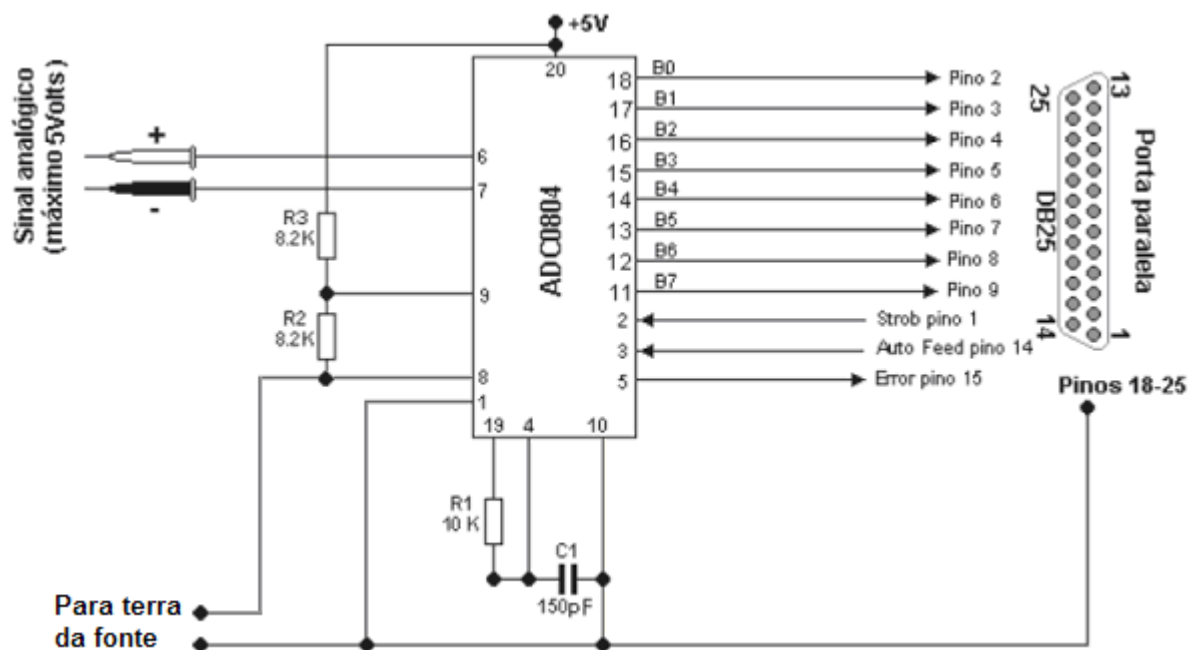 +5V
Sinal analógico
(máximo 5Volts )
+
-
20
6
7
9
8
1
19
4
10
ADC0804
18
17
16
15
14
13
12
11
2
3
5
B0
B1
B2
B3
B4
B5
B6
B7
Pino 2
Pino 3
Pino 4
Pino 5
Pino 6
Pino 7
Pino 8
Pino 9
Strob pino 1
Auto Feed pino 14
Error pino 15
R3
8.2K
R2
8.2K
R1
10 K
C1
150pF
25
13
DB25
Porta paralela
14
1
Pinos 18-25
Para terra
da fonte